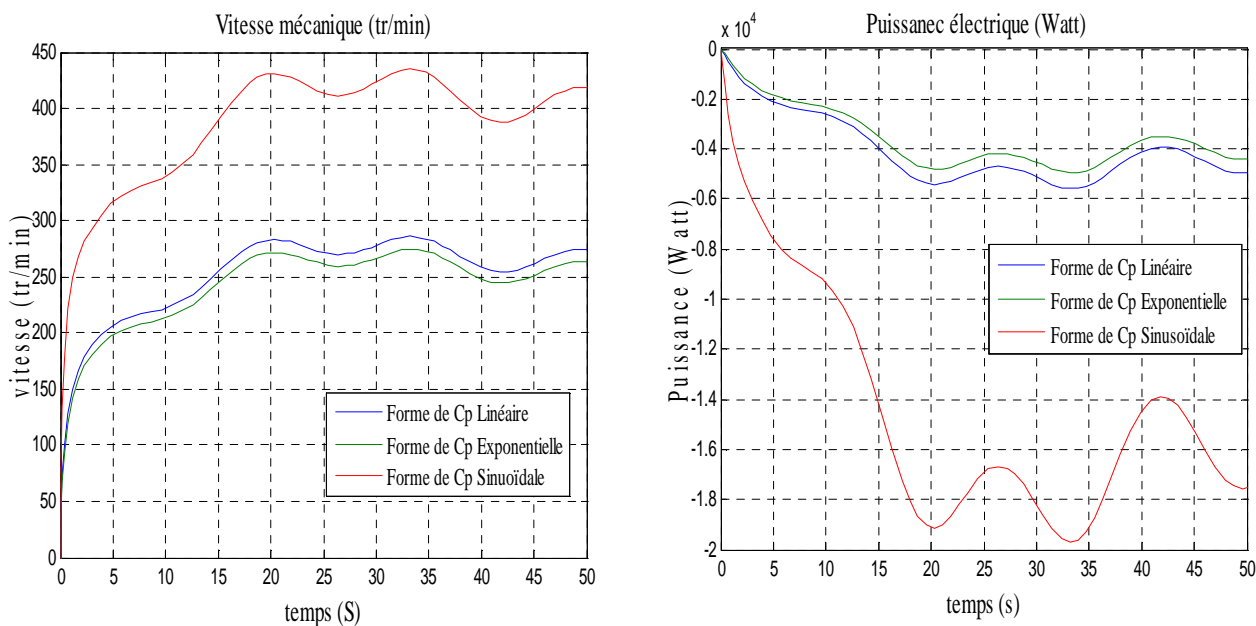 Vitesse mécanique (tr/min)
450
400
350
300
250
200
150
100
50
0
vitesse (tr/min)
0 5 10 15 20 25 30 35 40 45 50
temps (S)
Forme de Cp Linéaire
Forme de Cp Exponentielle
Forme de Cp Sinuoïdale
Puissanec électrique (Watt)
x 10^4
0
-0.2
-0.4
-0.6
-0.8
-1
-1.2
-1.4
-1.6
-1.8
-2
Puissance (Watt)
0 5 10 15 20 25 30 35 40 45 50
temps (s)
Forme de Cp Linéaire
Forme de Cp Exponentielle
Forme de Cp Sinusoïdale